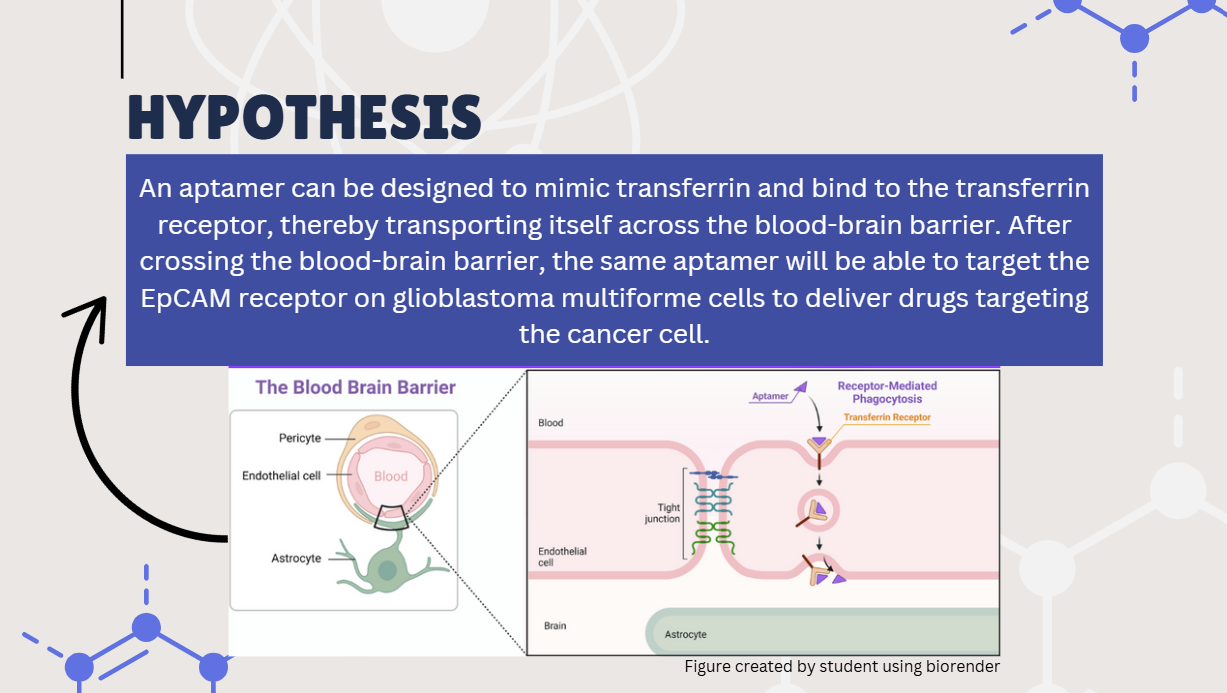 HYPOTHESIS
An aptamer can be designed to mimic transferrin and bind to the transferrin
receptor, thereby transporting itself across the blood-brain barrier. After
crossing the blood-brain barrier, the same aptamer will be able to target the
EpCAM receptor on glioblastoma multiforme cells to deliver drugs targeting
the cancer cell.
The Blood Brain Barrier
Pericyte
Endothelial cell
Blood
Astrocyte
Aptamer
Receptor-Mediated
Phagocytosis
Transferrin Receptor
Blood
Tight
junction
Endothelial
cell
Brain
Astrocyte
Figure created by student using biorender